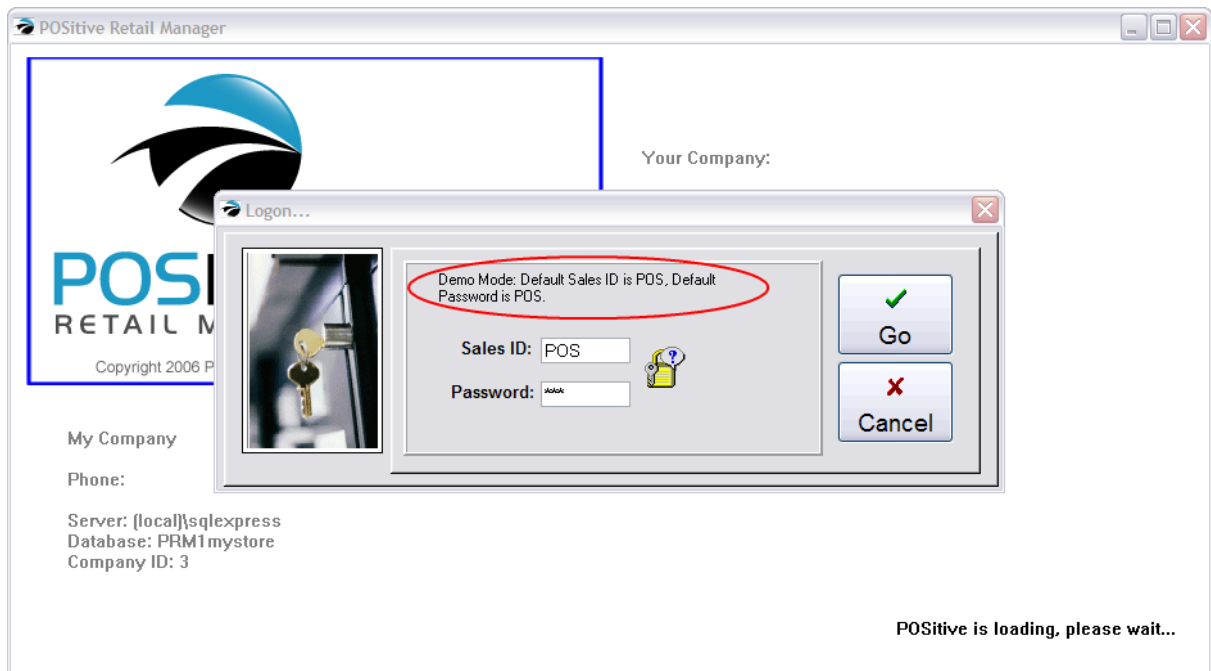 POSitive Retail Manager
Your Company:
Logon...
POS
RETAIL M
Copyright 2006 P
Demo Mode: Default Sales ID is POS, Default
Password is POS.
Sales ID: POS
Password: ***
Go
Cancel
My Company
Phone:
Server: (local)\sqlexpress
Database: PRM1mystore
Company ID: 3
POSitive is loading, please wait...